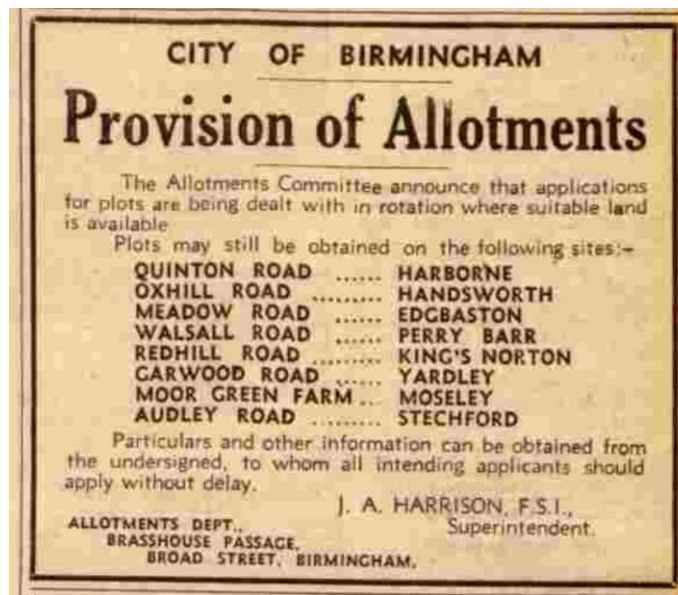 CITY OF BIRMINGHAM
Provision of Allotments
The Allotments Committee announce that applications
for plots are being dealt with in rotation where suitable land
is available
Plots may still be obtained on the following sites:-
QUINTON ROAD ...... HARBORNE
OXHILL ROAD ......... HANDSWORTH
MEADOW ROAD ...... EDGBASTON
WALSALL ROAD ...... PERRY BARR
REDHILL ROAD ......... KING'S NORTON
GARWOOD ROAD ...... YARDLEY
MOOR GREEN FARM ... MOSELEY
AUDLEY ROAD ......... STECHFORD
Particulars and other information can be obtained from
the undersigned, to whom all intending applicants should
apply without delay.
J. A. HARRISON, F.S.I.,
Superintendent.
ALLOTMENTS DEPT.,
BRASSHOUSE PASSAGE,
BROAD STREET, BIRMINGHAM.